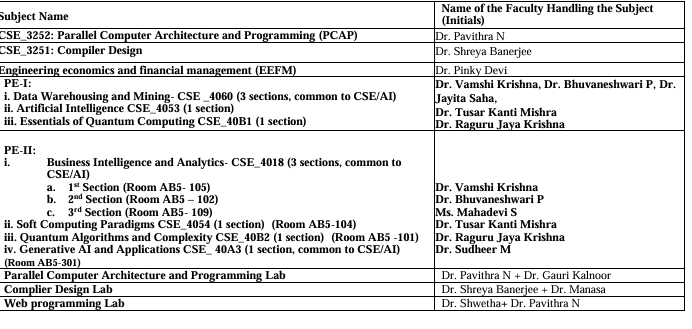 Subject Name
Name of the Faculty Handling the Subject
(Initials)
CSE_3252: Parallel Computer Architecture and Programming (PCAP)
Dr. Pavithra N
CSE_3251: Compiler Design
Dr. Shreya Banerjee
Engineering economics and financial management (EEFM)
Dr. Pinky Devi
PE-I:
i. Data Warehousing and Mining- CSE _4060 (3 sections, common to CSE/AI)
ii. Artificial Intelligence CSE_4053 (1 section)
iii. Essentials of Quantum Computing CSE_40B1 (1 section)
Dr. Vamshi Krishna, Dr. Bhuvaneshwari P, Dr.
Jayita Saha,
Dr. Tusar Kanti Mishra
Dr. Raguru Jaya Krishna
PE-II:
i. Business Intelligence and Analytics- CSE_4018 (3 sections, common to
CSE/AI)
a. 1st Section (Room AB5- 105)
b. 2nd Section (Room AB5 – 102)
c. 3rd Section (Room AB5- 109)
ii. Soft Computing Paradigms CSE_4054 (1 section) (Room AB5-104)
iii. Quantum Algorithms and Complexity CSE_40B2 (1 section) (Room AB5 -101)
iv. Generative AI and Applications CSE_ 40A3 (1 section, common to CSE/AI)
(Room AB5-301)
Dr. Vamshi Krishna
Dr. Bhuvaneshwari P
Ms. Mahadevi S
Dr. Tusar Kanti Mishra
Dr. Raguru Jaya Krishna
Dr. Sudheer M
Parallel Computer Architecture and Programming Lab
Dr. Pavithra N + Dr. Gauri Kalnoor
Complier Design Lab
Dr. Shreya Banerjee + Dr. Manasa
Web programming Lab
Dr. Shwetha+ Dr. Pavithra N